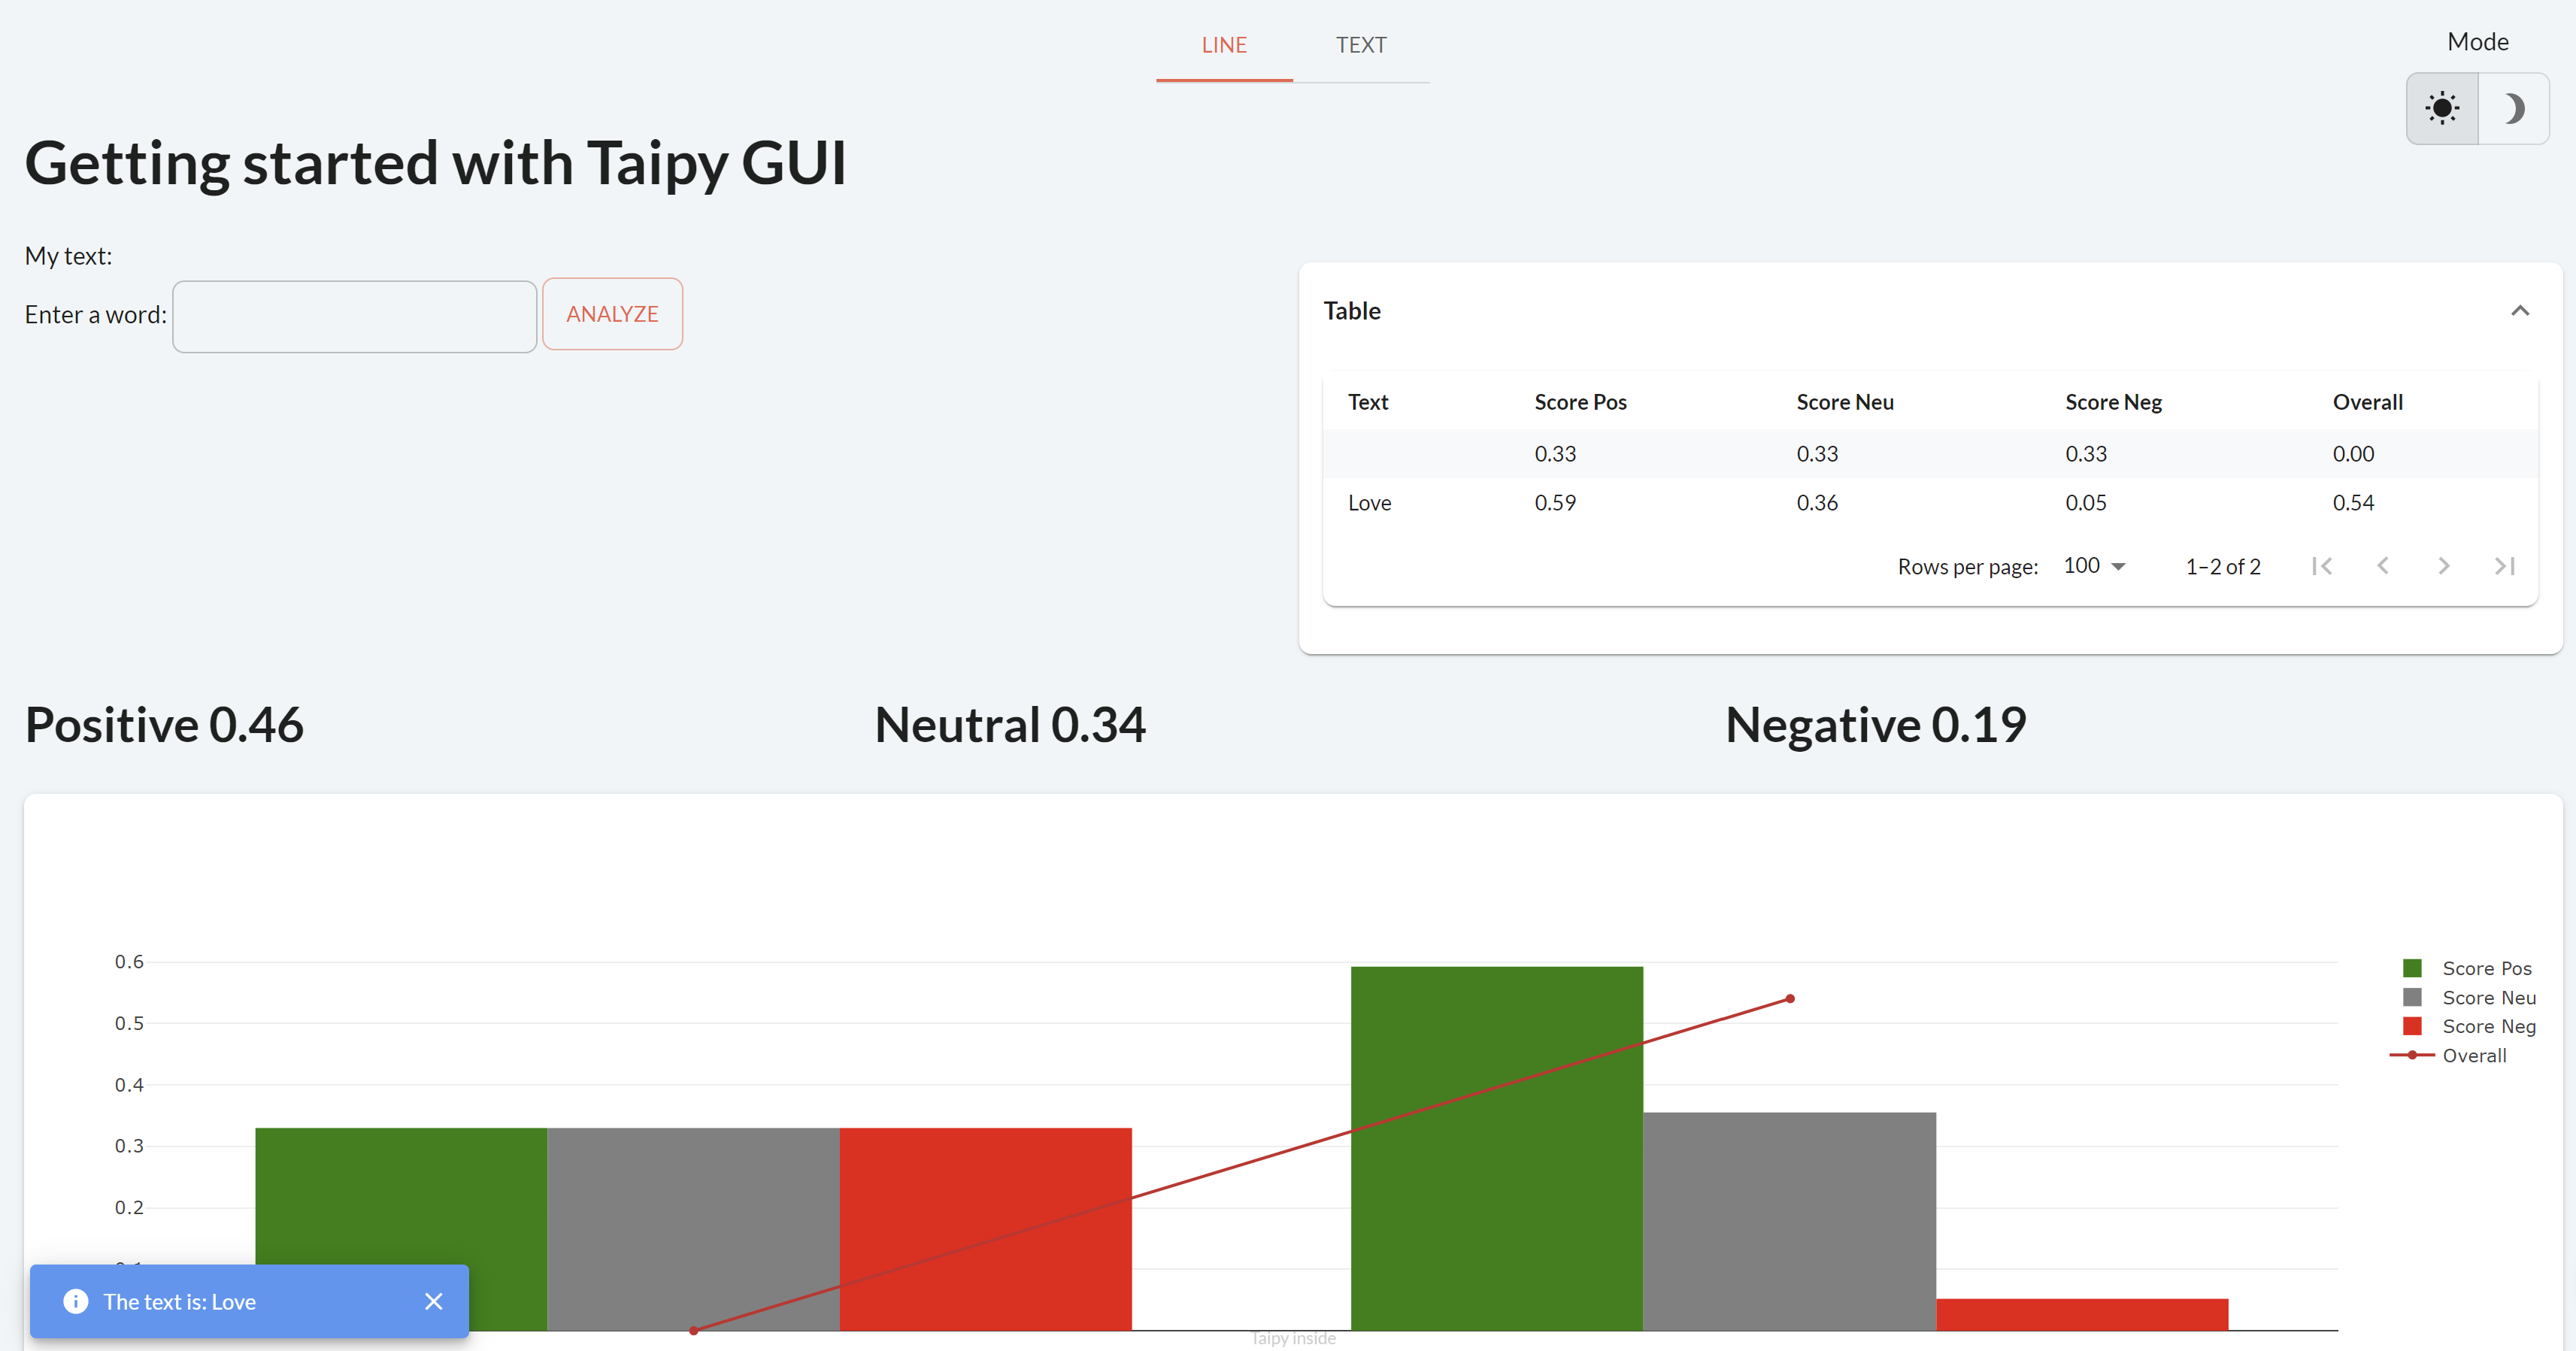 LINE TEXT
Mode
Getting started with Taipy GUI
My text:
Enter a word: ANALYZE
Table
Text Score Pos Score Neu Score Neg Overall
0.33 0.33 0.33 0.00
Love 0.59 0.36 0.05 0.54
Rows per page: 100 1–2 of 2
Positive 0.46 Neutral 0.34 Negative 0.19
0.6
0.5
0.4
0.3
0.2
Score Pos
Score Neu
Score Neg
Overall
The text is: Love
Taipy inside